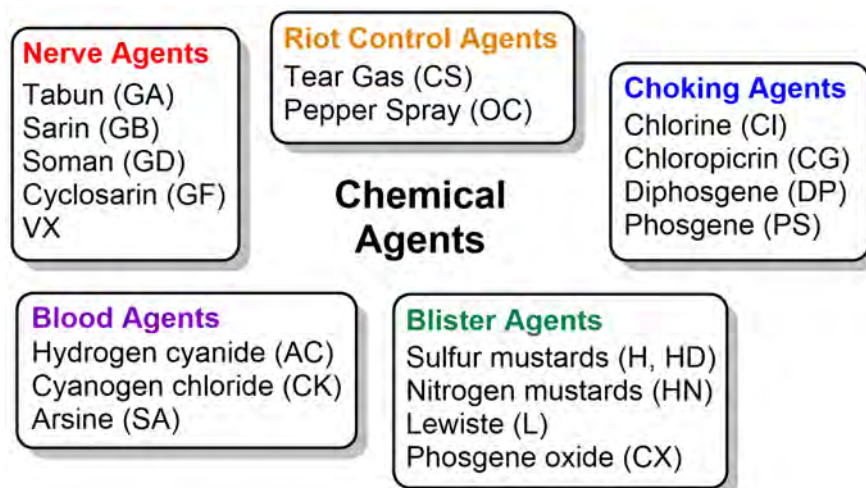 Nerve Agents
Tabun (GA)
Sarin (GB)
Soman (GD)
Cyclosarin (GF)
VX
Riot Control Agents
Tear Gas (CS)
Pepper Spray (OC)
Choking Agents
Chlorine (CI)
Chloropicrin (CG)
Diphosgene (DP)
Phosgene (PS)
Chemical
Agents
Blood Agents
Hydrogen cyanide (AC)
Cyanogen chloride (CK)
Arsine (SA)
Blister Agents
Sulfur mustards (H, HD)
Nitrogen mustards (HN)
Lewiste (L)
Phosgene oxide (CX)